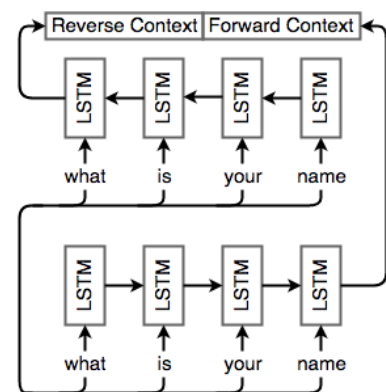 Reverse Context Forward Context
LSTM LSTM LSTM LSTM
what is your name
LSTM LSTM LSTM LSTM
what is your name